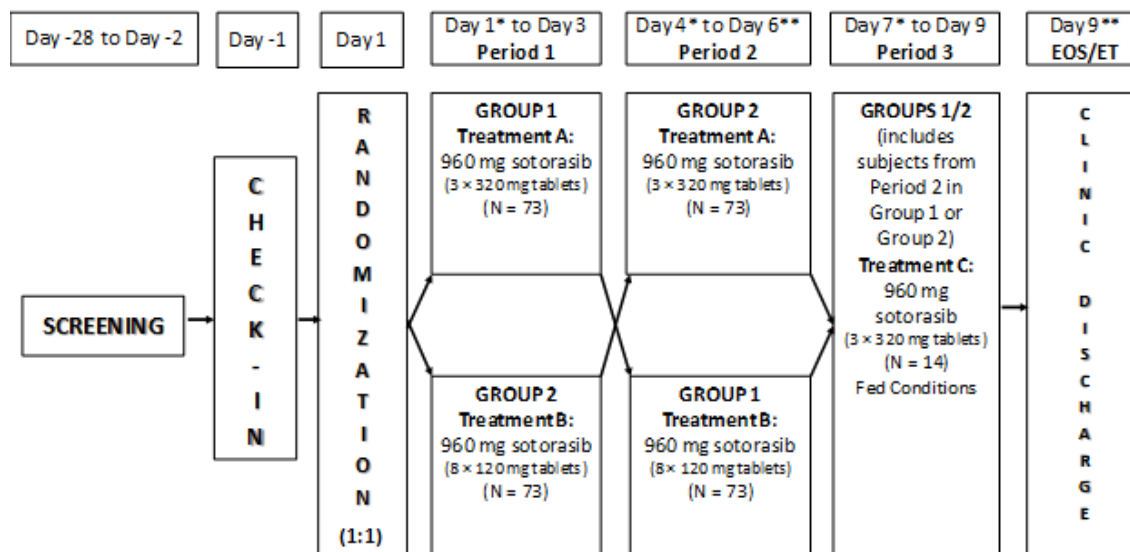 Day -28 to Day -2
Day -1
Day 1
Day 1* to Day 3
Period 1
Day 4* to Day 6**
Period 2
Day 7* to Day 9
Period 3
Day 9**
EOS/ET
SCREENING
CHECK-IN
RANDOMIZATION
(1:1)
GROUP 1
Treatment A:
960 mg sotorasib
(3 × 320 mg tablets)
(N = 73)
GROUP 2
Treatment B:
960 mg sotorasib
(8 × 120 mg tablets)
(N = 73)
GROUP 2
Treatment A:
960 mg sotorasib
(3 × 320 mg tablets)
(N = 73)
GROUP 1
Treatment B:
960 mg sotorasib
(8 × 120 mg tablets)
(N = 73)
GROUPS 1/2
(includes
subjects from
Period 2 in
Group 1 or
Group 2)
Treatment C:
960 mg
sotorasib
(3 × 320 mg tablets)
(N = 14)
Fed Conditions
CLINIC DISCHARGE